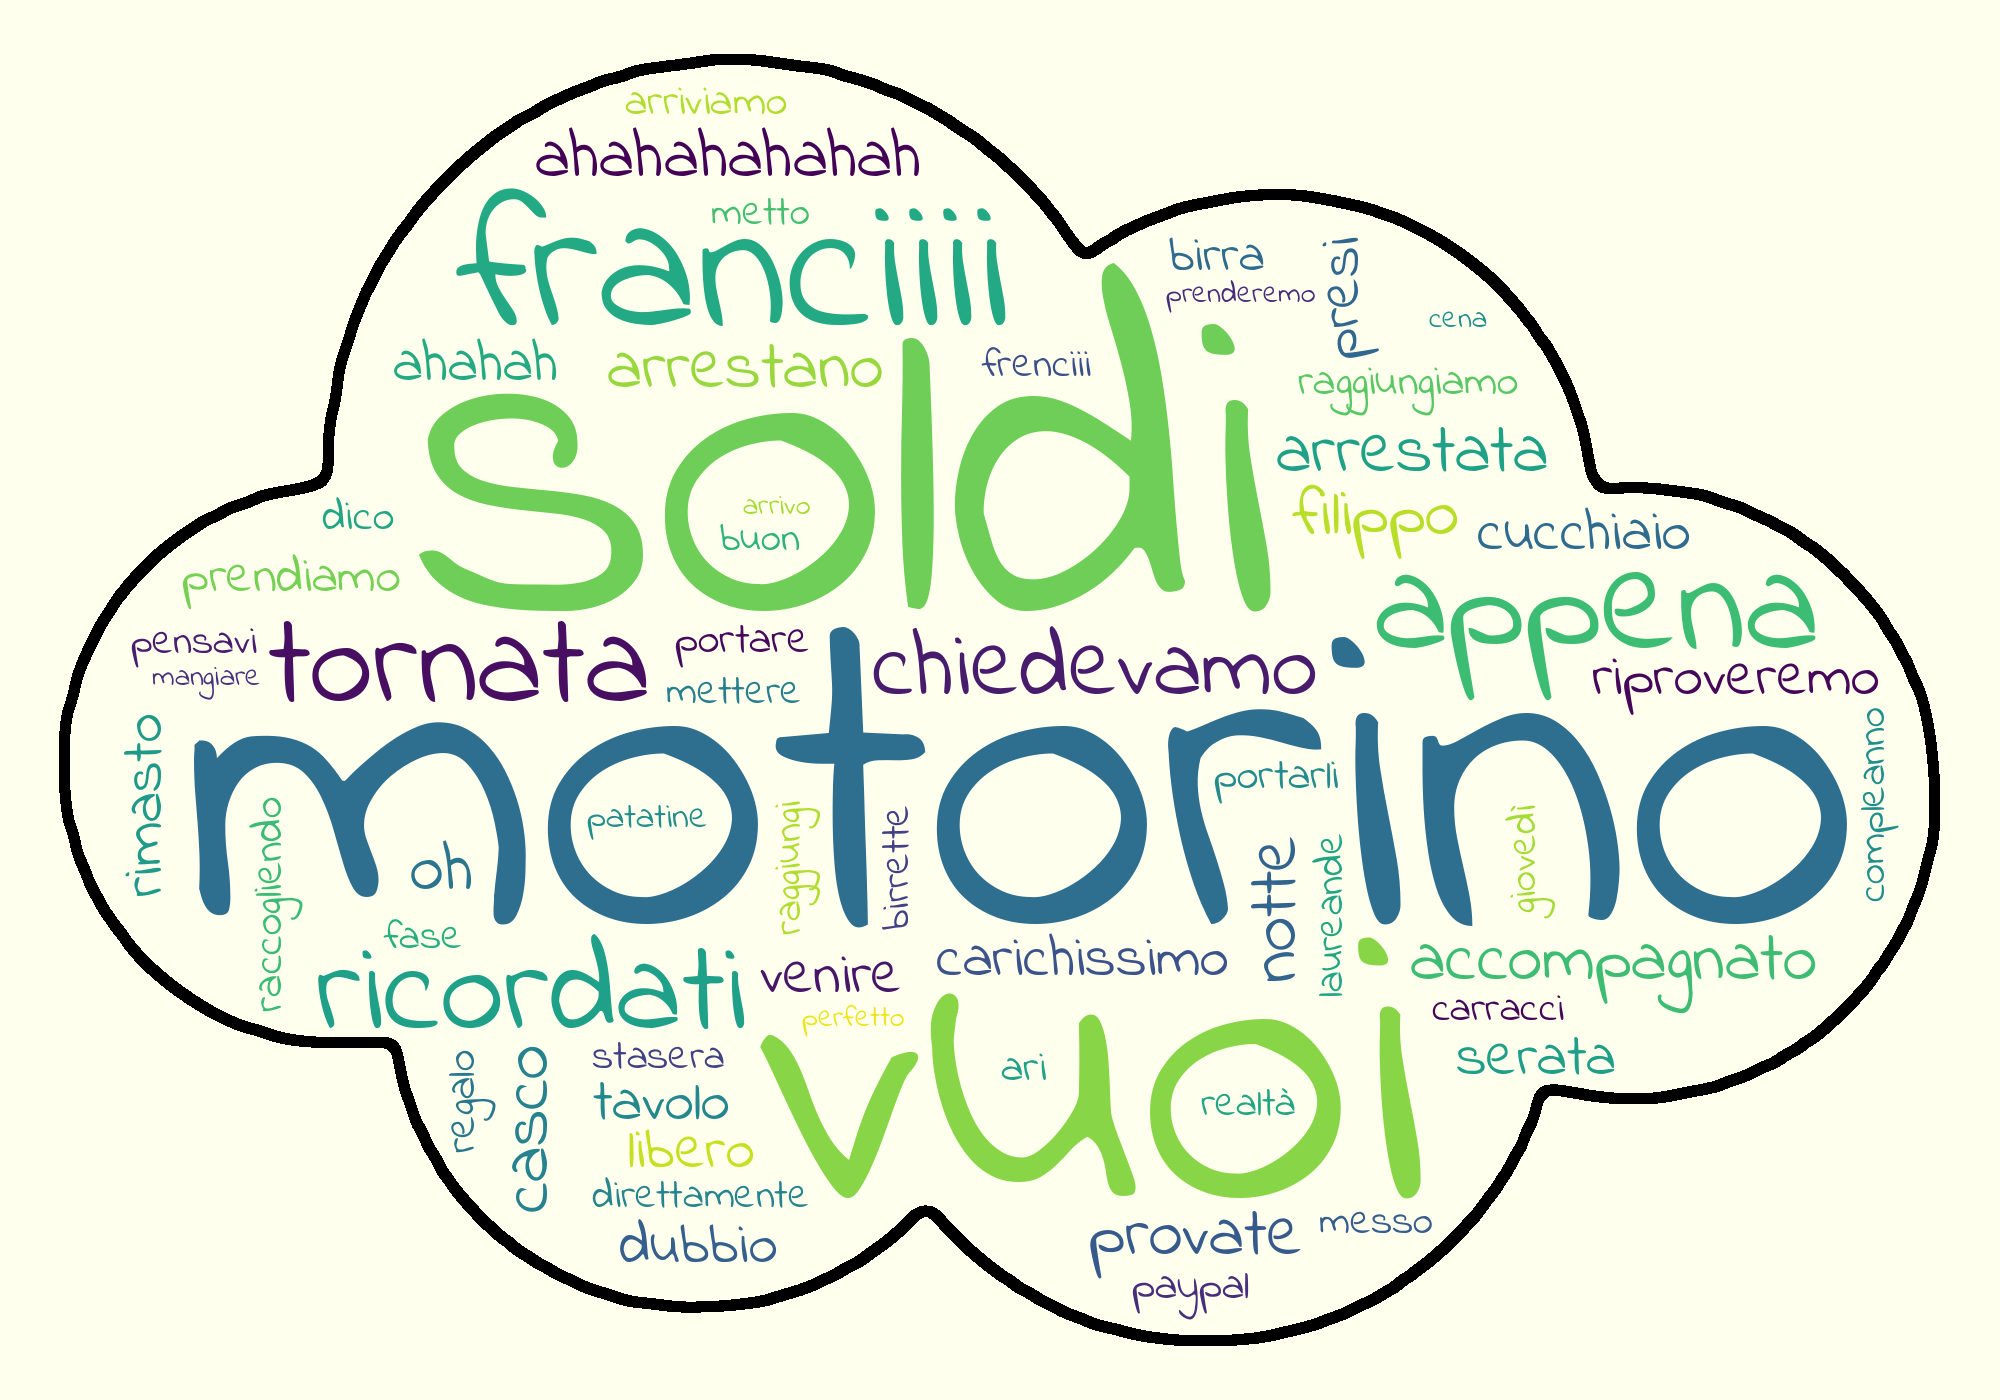 arriviamo
ahahahahahah
metto
franciiii
birra
presi
prenderemo
cena
ahahah
arrestano
frenciii
raggiungiamo
soldi
arrestata
arrivo
buon
filippo
cucchiaio
dico
prendiamo
appena
pensavi
tornata
portare
chiedevamo
mangiare
mettere
riproveremo
motorino
rimasto
compleanno
raccogliendo
oh
patatine
raggiungi
birrette
portarli
notte
laureande
giovedì
fase
ricordati
venire
carichissimo
accompagnato
perfetto
carracci
vuoi
serata
regalo
casco
stasera
ari
tavolo
realtà
libero
direttamente
dubbio
provate
messo
paypal